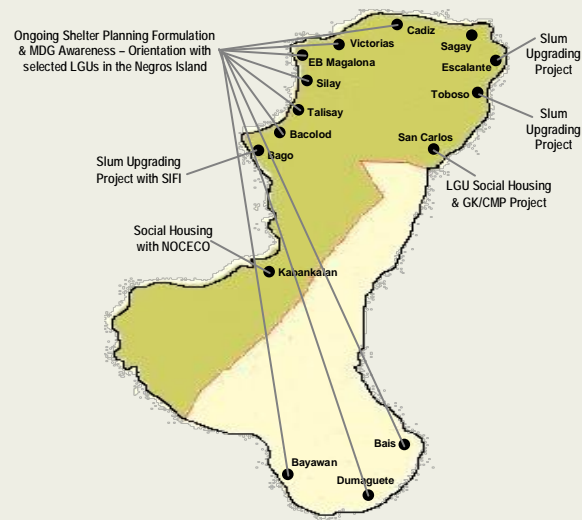 Ongoing Shelter Planning Formulation
& MDG Awareness – Orientation with
selected LGUs in the Negros Island
Cadiz
Victorias
Sagay
EB Magalona
Escalante
Slum
Upgrading
Project
Silay
Toboso
Talisay
Slum
Upgrading
Project
Bacolod
San Carlos
Bago
Slum Upgrading
Project with SIFI
LGU Social Housing
& GK/CMP Project
Social Housing
with NOCECO
Kabankalan
Bais
Bayawan
Dumaguete